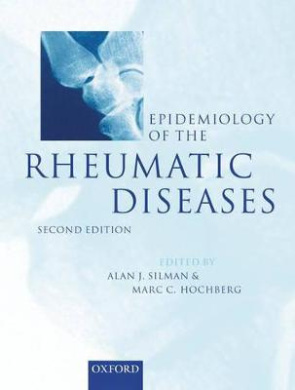 EPIDEMIOLOGY
OF THE
RHEUMATIC
DISEASES
SECOND EDITION
EDITED BY
ALAN J. SILMAN &
MARC C. HOCHBERG
OXFORD